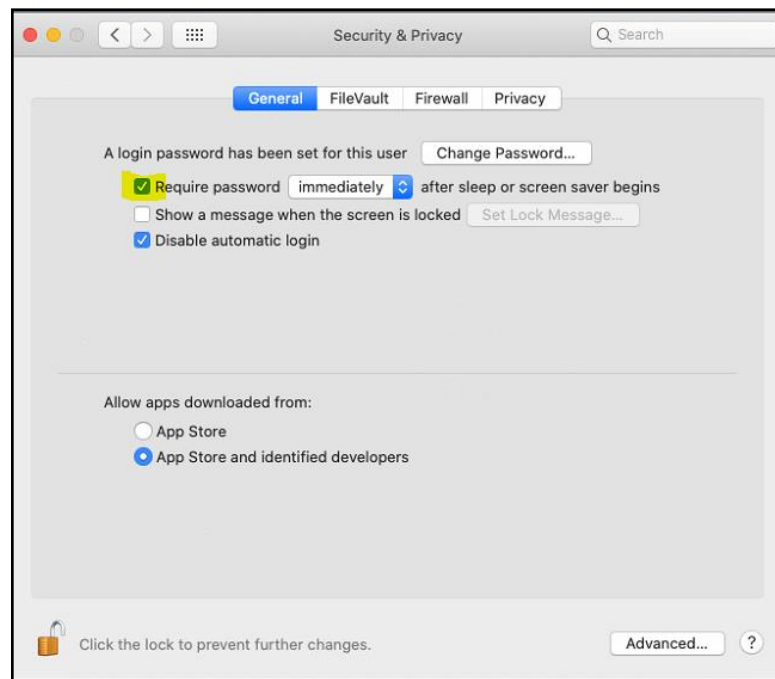 Security & Privacy
Search
General FileVault Firewall Privacy
A login password has been set for this user Change Password...
Require password immediately after sleep or screen saver begins
Show a message when the screen is locked Set Lock Message...
Disable automatic login
Allow apps downloaded from:
App Store
App Store and identified developers
Click the lock to prevent further changes.
Advanced... ?